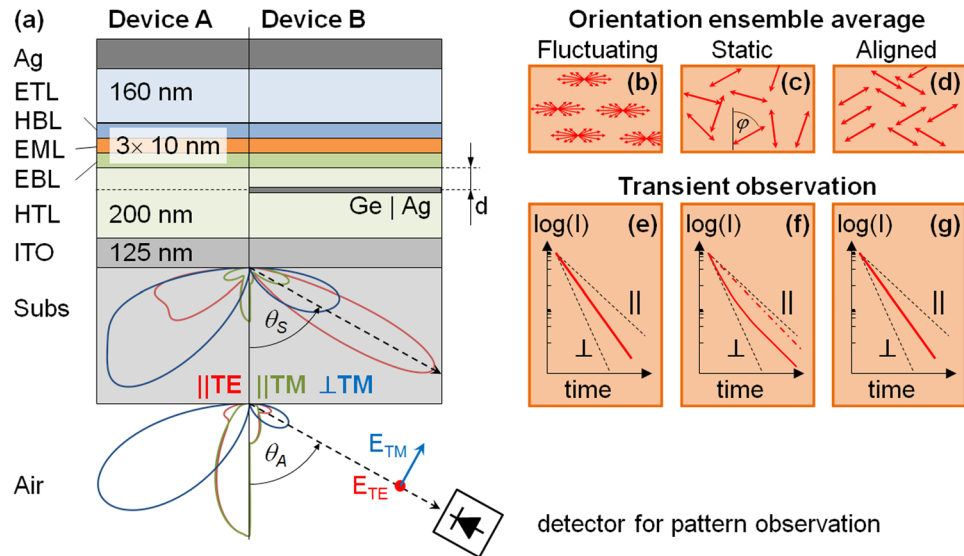 (a) Device A Device B
Ag
ETL 160 nm
HBL
EML 3× 10 nm
EBL
HTL 200 nm Ge | Ag d
ITO 125 nm
Subs θS
||TE ||TM ⊥TM
Air θA
ETM
ETE
detector for pattern observation
Orientation ensemble average
Fluctuating Static Aligned
(b) (c) (d)
φ
Transient observation
log(I) (e) log(I) (f) log(I) (g)
|| || ||
⊥ ⊥ ⊥
time time time